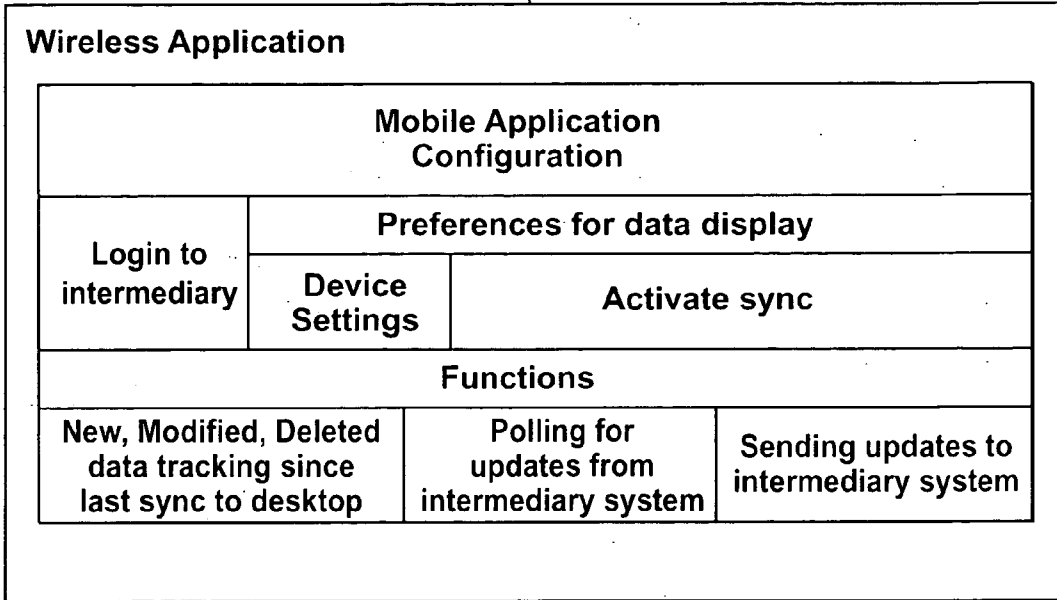 Wireless Application
Mobile Application
Configuration
Login to
intermediary
Preferences for data display
Device
Settings
Activate sync
Functions
New, Modified, Deleted
data tracking since
last sync to desktop
Polling for
updates from
intermediary system
Sending updates to
intermediary system